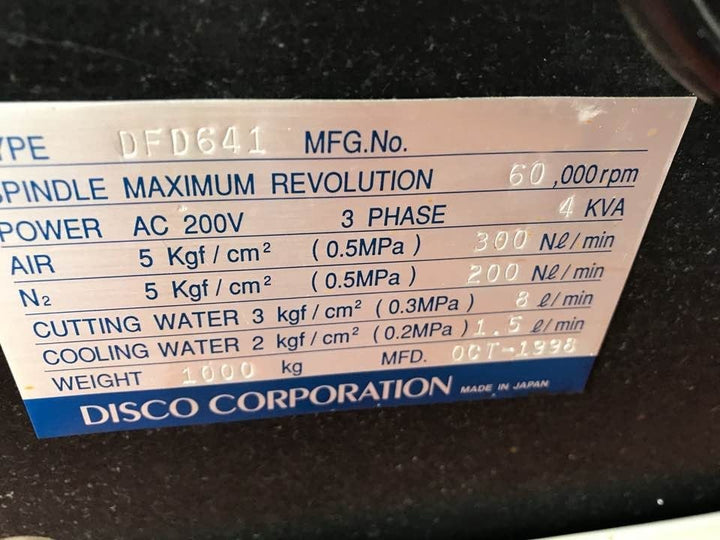 YPE DFD641 MFG.No.
SPINDLE MAXIMUM REVOLUTION 60,000rpm
POWER AC 200V 3 PHASE 4 KVA
AIR 5 Kgf/cm² (0.5MPa) 300 Nℓ/min
N₂ 5 Kgf/cm² (0.5MPa) 200 Nℓ/min
CUTTING WATER 3 kgf/cm² (0.3MPa) 8 ℓ/min
COOLING WATER 2 kgf/cm² (0.2MPa) 1.5 ℓ/min
WEIGHT 1000 kg MFD. OCT-1998
DISCO CORPORATION MADE IN JAPAN